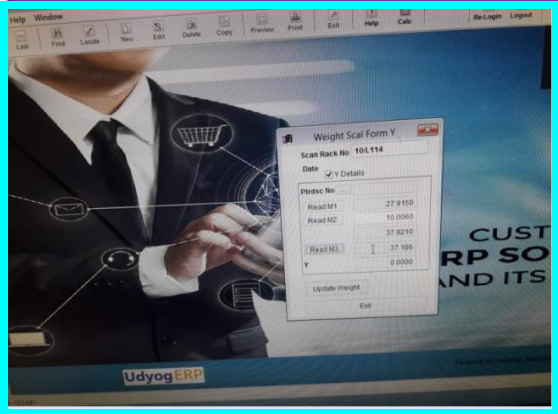 Help Window
Last Find Locate New Edit Delete Copy Preview Print Exit Help Calc Re-Login Logout
Weight Scal Form Y
Scan Rack No 10/L114
Date
Y Details
Ptrdsc No
Read M1 27.9150
Read M2 10.0060
37.8210
Read M3 37.186
Y 0.0000
Update Weight
Exit
CUST
RP SO
AND ITS
UdyogERP